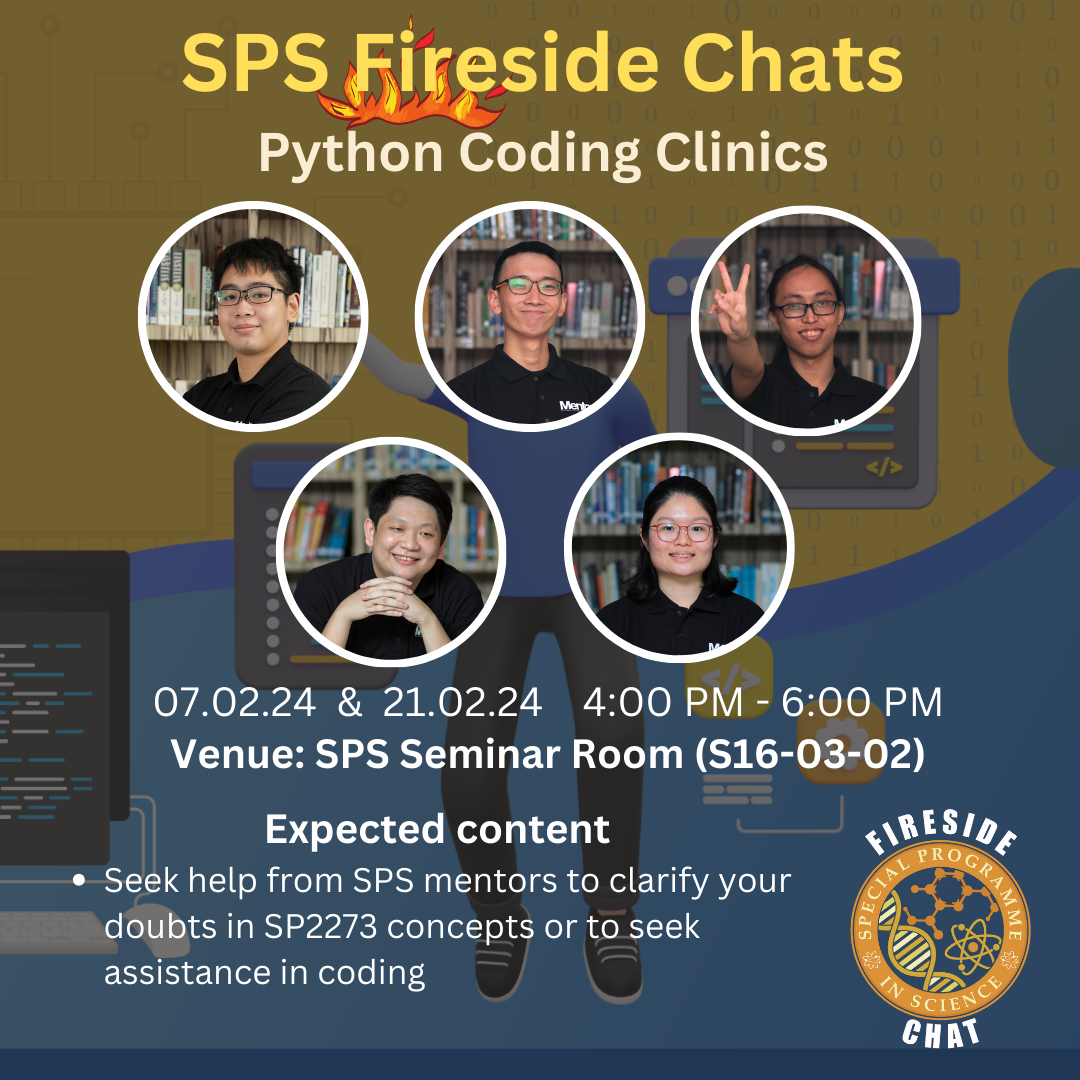 SPS Fireside Chats
Python Coding Clinics
07.02.24 & 21.02.24 4:00 PM - 6:00 PM
Venue: SPS Seminar Room (S16-03-02)
Expected content
• Seek help from SPS mentors to clarify your
doubts in SP2273 concepts or to seek
assistance in coding
FIRESIDE
SPECIAL PROGRAMME
IN SCIENCE
CHAT